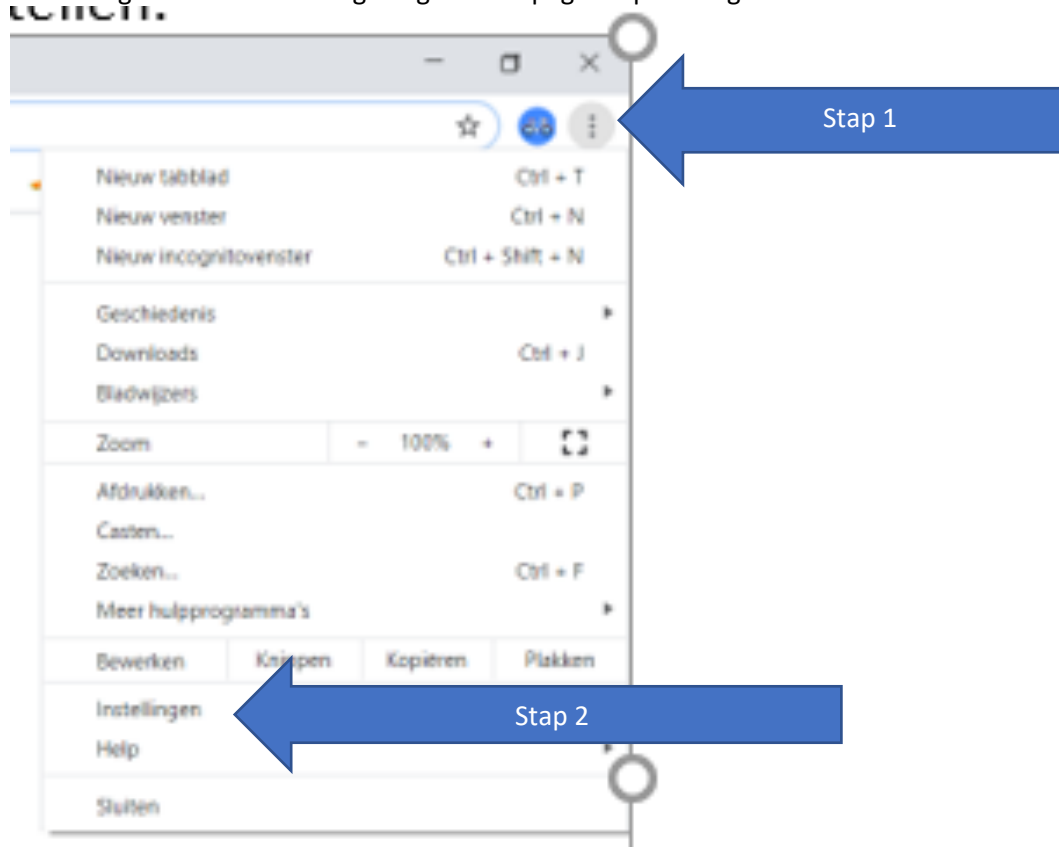 Stap 1
Nieuw tabblad Ctrl + T
Nieuw venster Ctrl + N
Nieuw incognitovenster Ctrl + Shift + N
Geschiedenis
Downloads Ctrl + J
Bladwijzers
Zoom - 100% +
Afdrukken... Ctrl + P
Casten...
Zoeken... Ctrl + F
Meer hulpprogramma's
Bewerken Knippen Kopiëren Plakken
Instellingen
Stap 2
Help
Sluiten